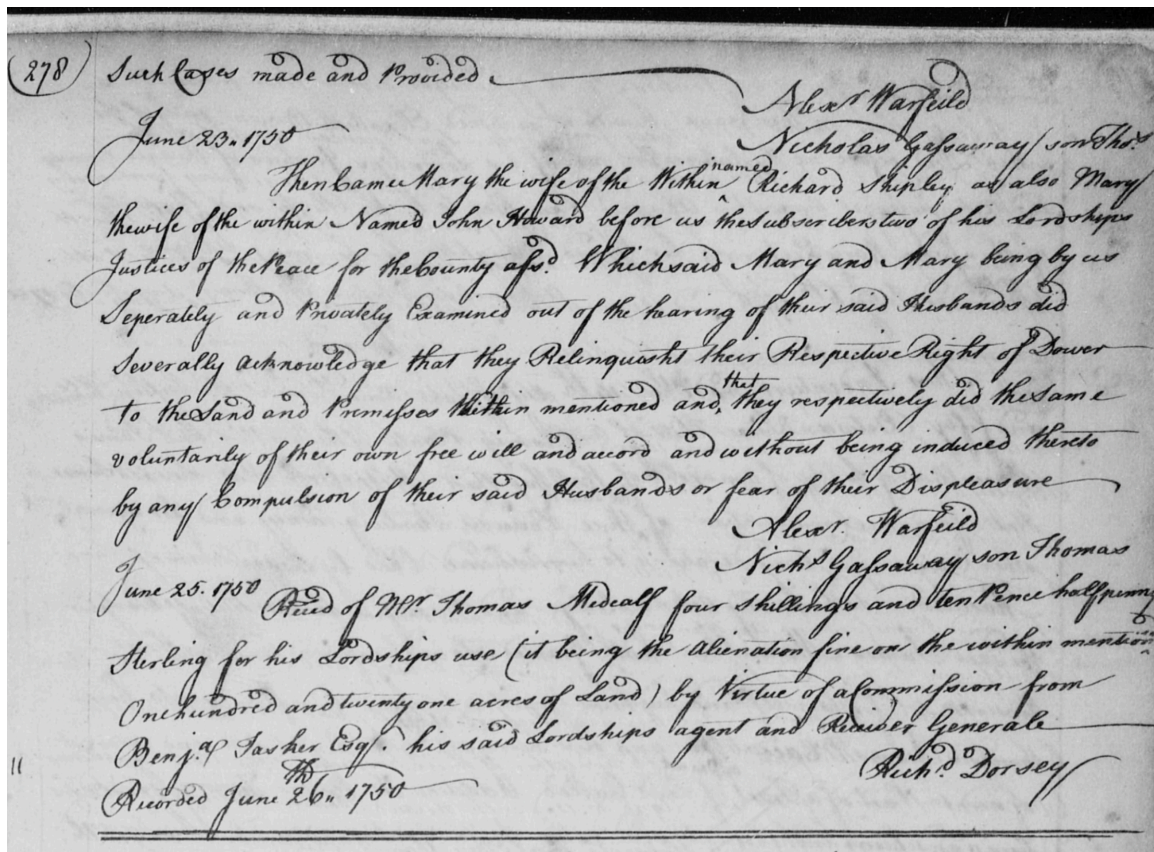 (278) Such Cases made and Provided
Alexr Warfeild
June 23. 1750
Nicholas Gassaway son Thos.
Then Came Mary the wife of the Within named Richard Shipley as also Mary
the wife of the within Named John Howard before us the Subscribers two of his Lordships
Justices of the Peace for the County afsd. Which said Mary and Mary being by us
Seperately and Privately Examined out of the hearing of their said Husbands did
Severally acknowledge that they Relinquasht their Respective Right of Dower
to the Land and Premisses Within mentioned and that they respectively did the same
voluntarily of their own free will and accord and without being induced thereto
by any Compulsion of their said Husbands or fear of their Displeasure
Alexr. Warfeild
Nichs Gassaway son Thomas
June 25. 1750
Recied of Mr Thomas Medcalf four shillings and ten Pence halfpenny
Sterling for his Lordships use (it being the alienation fine on the within mention
One hundred and twenty one acres of Land) by Virtue of a Commission from
Benja. Tasker Esqr. his said Lordships agent and Reciever Generale
Richd. Dorsey
Recorded June 26th 1750
11